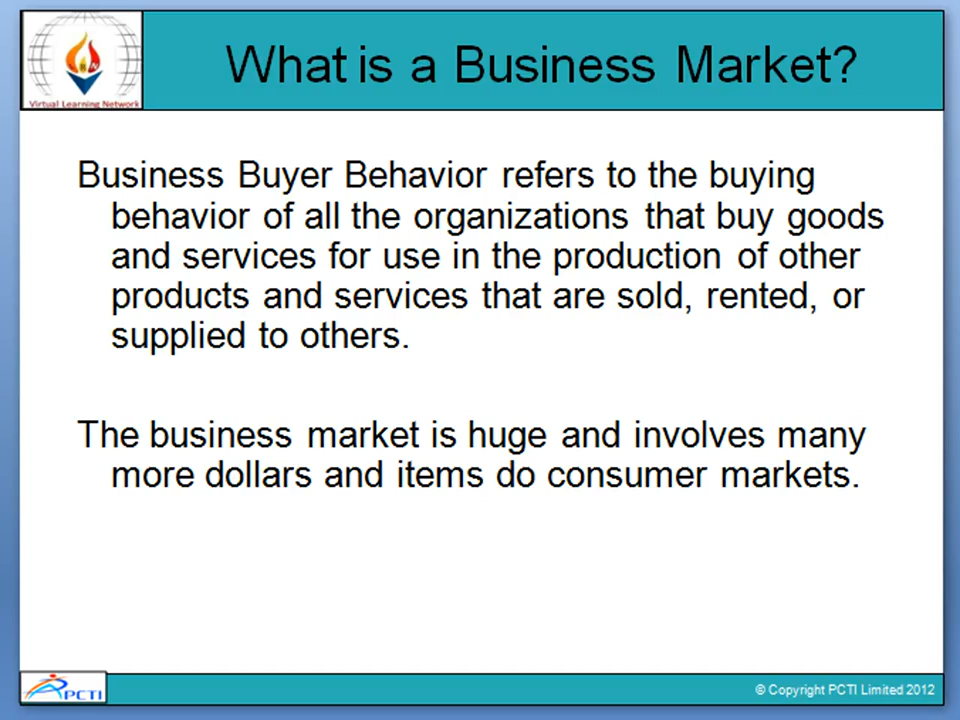 What is a Business Market?
Virtual Learning Network
Business Buyer Behavior refers to the buying
behavior of all the organizations that buy goods
and services for use in the production of other
products and services that are sold, rented, or
supplied to others.
The business market is huge and involves many
more dollars and items do consumer markets.
PCTI
© Copyright PCTI Limited 2012